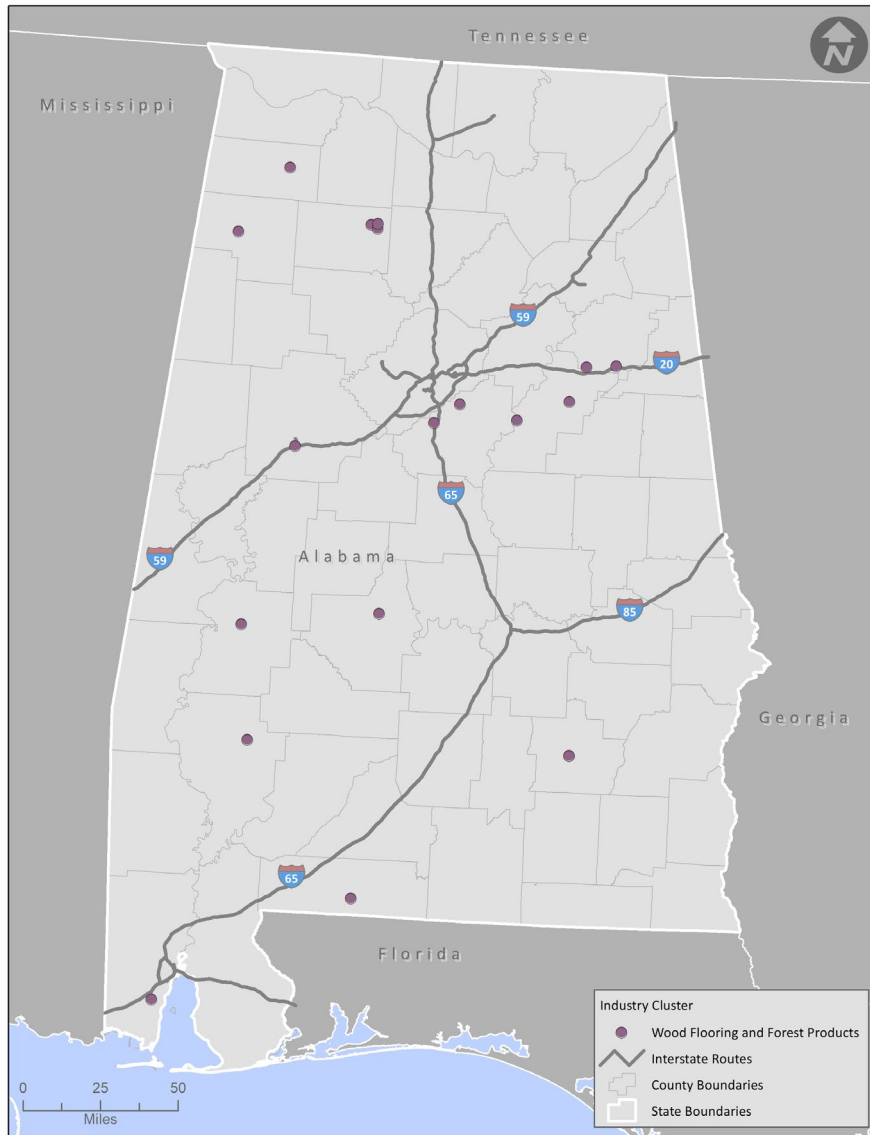 Tennessee
N
Mississippi
59
20
65
Alabama
59
85
Georgia
65
Florida
Industry Cluster
Wood Flooring and Forest Products
Interstate Routes
County Boundaries
State Boundaries
0 25 50
Miles